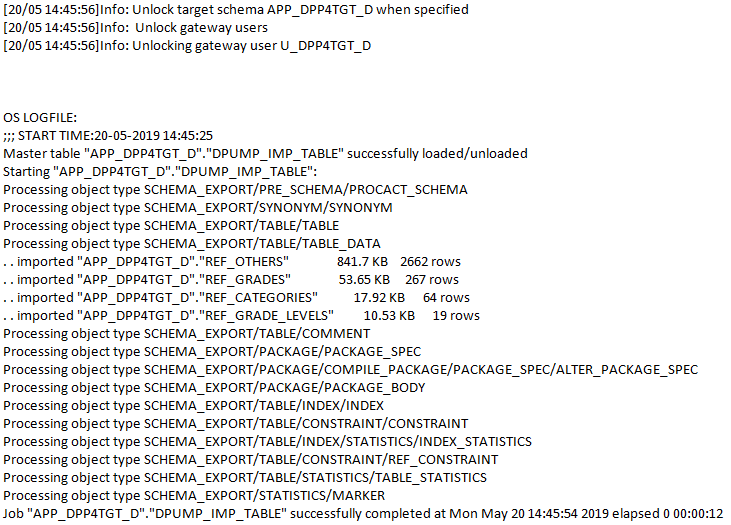 [20/05 14:45:56]Info: Unlock target schema APP_DPP4TGT_D when specified
[20/05 14:45:56]Info:  Unlock gateway users
[20/05 14:45:56]Info: Unlocking gateway user U_DPP4TGT_D
OS LOGFILE:
;;; START TIME:20-05-2019 14:45:25
Master table "APP_DPP4TGT_D"."DPUMP_IMP_TABLE" successfully loaded/unloaded
Starting "APP_DPP4TGT_D"."DPUMP_IMP_TABLE":
Processing object type SCHEMA_EXPORT/PRE_SCHEMA/PROCACT_SCHEMA
Processing object type SCHEMA_EXPORT/SYNONYM/SYNONYM
Processing object type SCHEMA_EXPORT/TABLE/TABLE
Processing object type SCHEMA_EXPORT/TABLE/TABLE_DATA
. . imported "APP_DPP4TGT_D"."REF_OTHERS" 841.7 KB 2662 rows
. . imported "APP_DPP4TGT_D"."REF_GRADES" 53.65 KB 267 rows
. . imported "APP_DPP4TGT_D"."REF_CATEGORIES" 17.92 KB 64 rows
. . imported "APP_DPP4TGT_D"."REF_GRADE_LEVELS" 10.53 KB 19 rows
Processing object type SCHEMA_EXPORT/TABLE/COMMENT
Processing object type SCHEMA_EXPORT/PACKAGE/PACKAGE_SPEC
Processing object type SCHEMA_EXPORT/PACKAGE/COMPILE_PACKAGE/PACKAGE_SPEC/ALTER_PACKAGE_SPEC
Processing object type SCHEMA_EXPORT/PACKAGE/PACKAGE_BODY
Processing object type SCHEMA_EXPORT/TABLE/INDEX/INDEX
Processing object type SCHEMA_EXPORT/TABLE/CONSTRAINT/CONSTRAINT
Processing object type SCHEMA_EXPORT/TABLE/INDEX/STATISTICS/INDEX_STATISTICS
Processing object type SCHEMA_EXPORT/TABLE/CONSTRAINT/REF_CONSTRAINT
Processing object type SCHEMA_EXPORT/TABLE/STATISTICS/TABLE_STATISTICS
Processing object type SCHEMA_EXPORT/STATISTICS/MARKER
Job "APP_DPP4TGT_D"."DPUMP_IMP_TABLE" successfully completed at Mon May 20 14:45:54 2019 elapsed 0 00:00:12